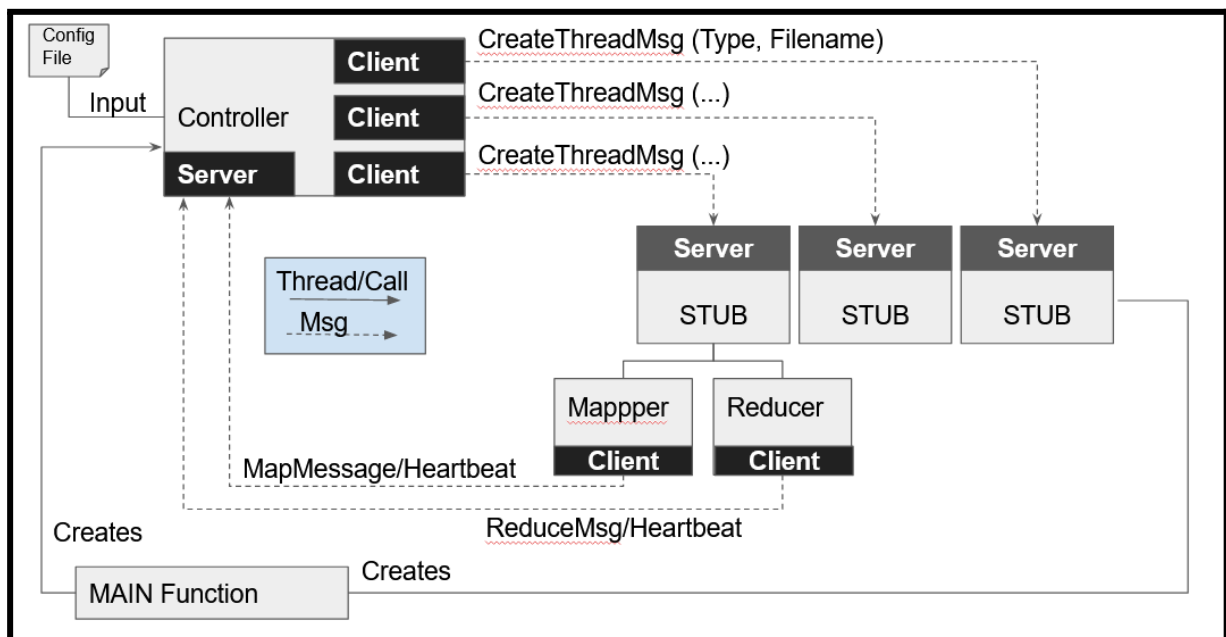 Config
File
Input
Controller
Server
Client
Client
Client
CreateThreadMsg (Type, Filename)
CreateThreadMsg (...)
CreateThreadMsg (...)
Thread/Call
Msg
Server
STUB
Server
STUB
Server
STUB
Mappper
Client
Reducer
Client
MapMessage/Heartbeat
ReduceMsg/Heartbeat
Creates
MAIN Function
Creates